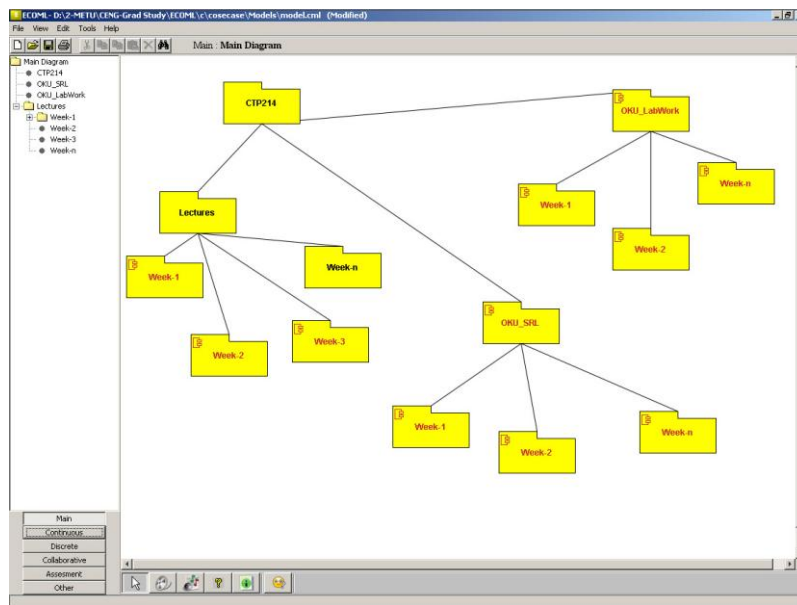 ECOML- D:\2-METU\CENG-Grad Study\ECOML\c\cosecase\Models\model.cml (Modified)
File View Edit Tools Help
Main : Main Diagram
Main Diagram
CTP214
OKU_SRL
OKU_LabWork
Lectures
Week-1
Week-2
Week-3
Week-n
CTP214
OKU_LabWork
Week-n
Week-1
Week-2
Lectures
Week-1
Week-n
Week-2
Week-3
OKU_SRL
Week-1
Week-2
Week-n
Main
Continuous
Discrete
Collaborative
Assesment
Other